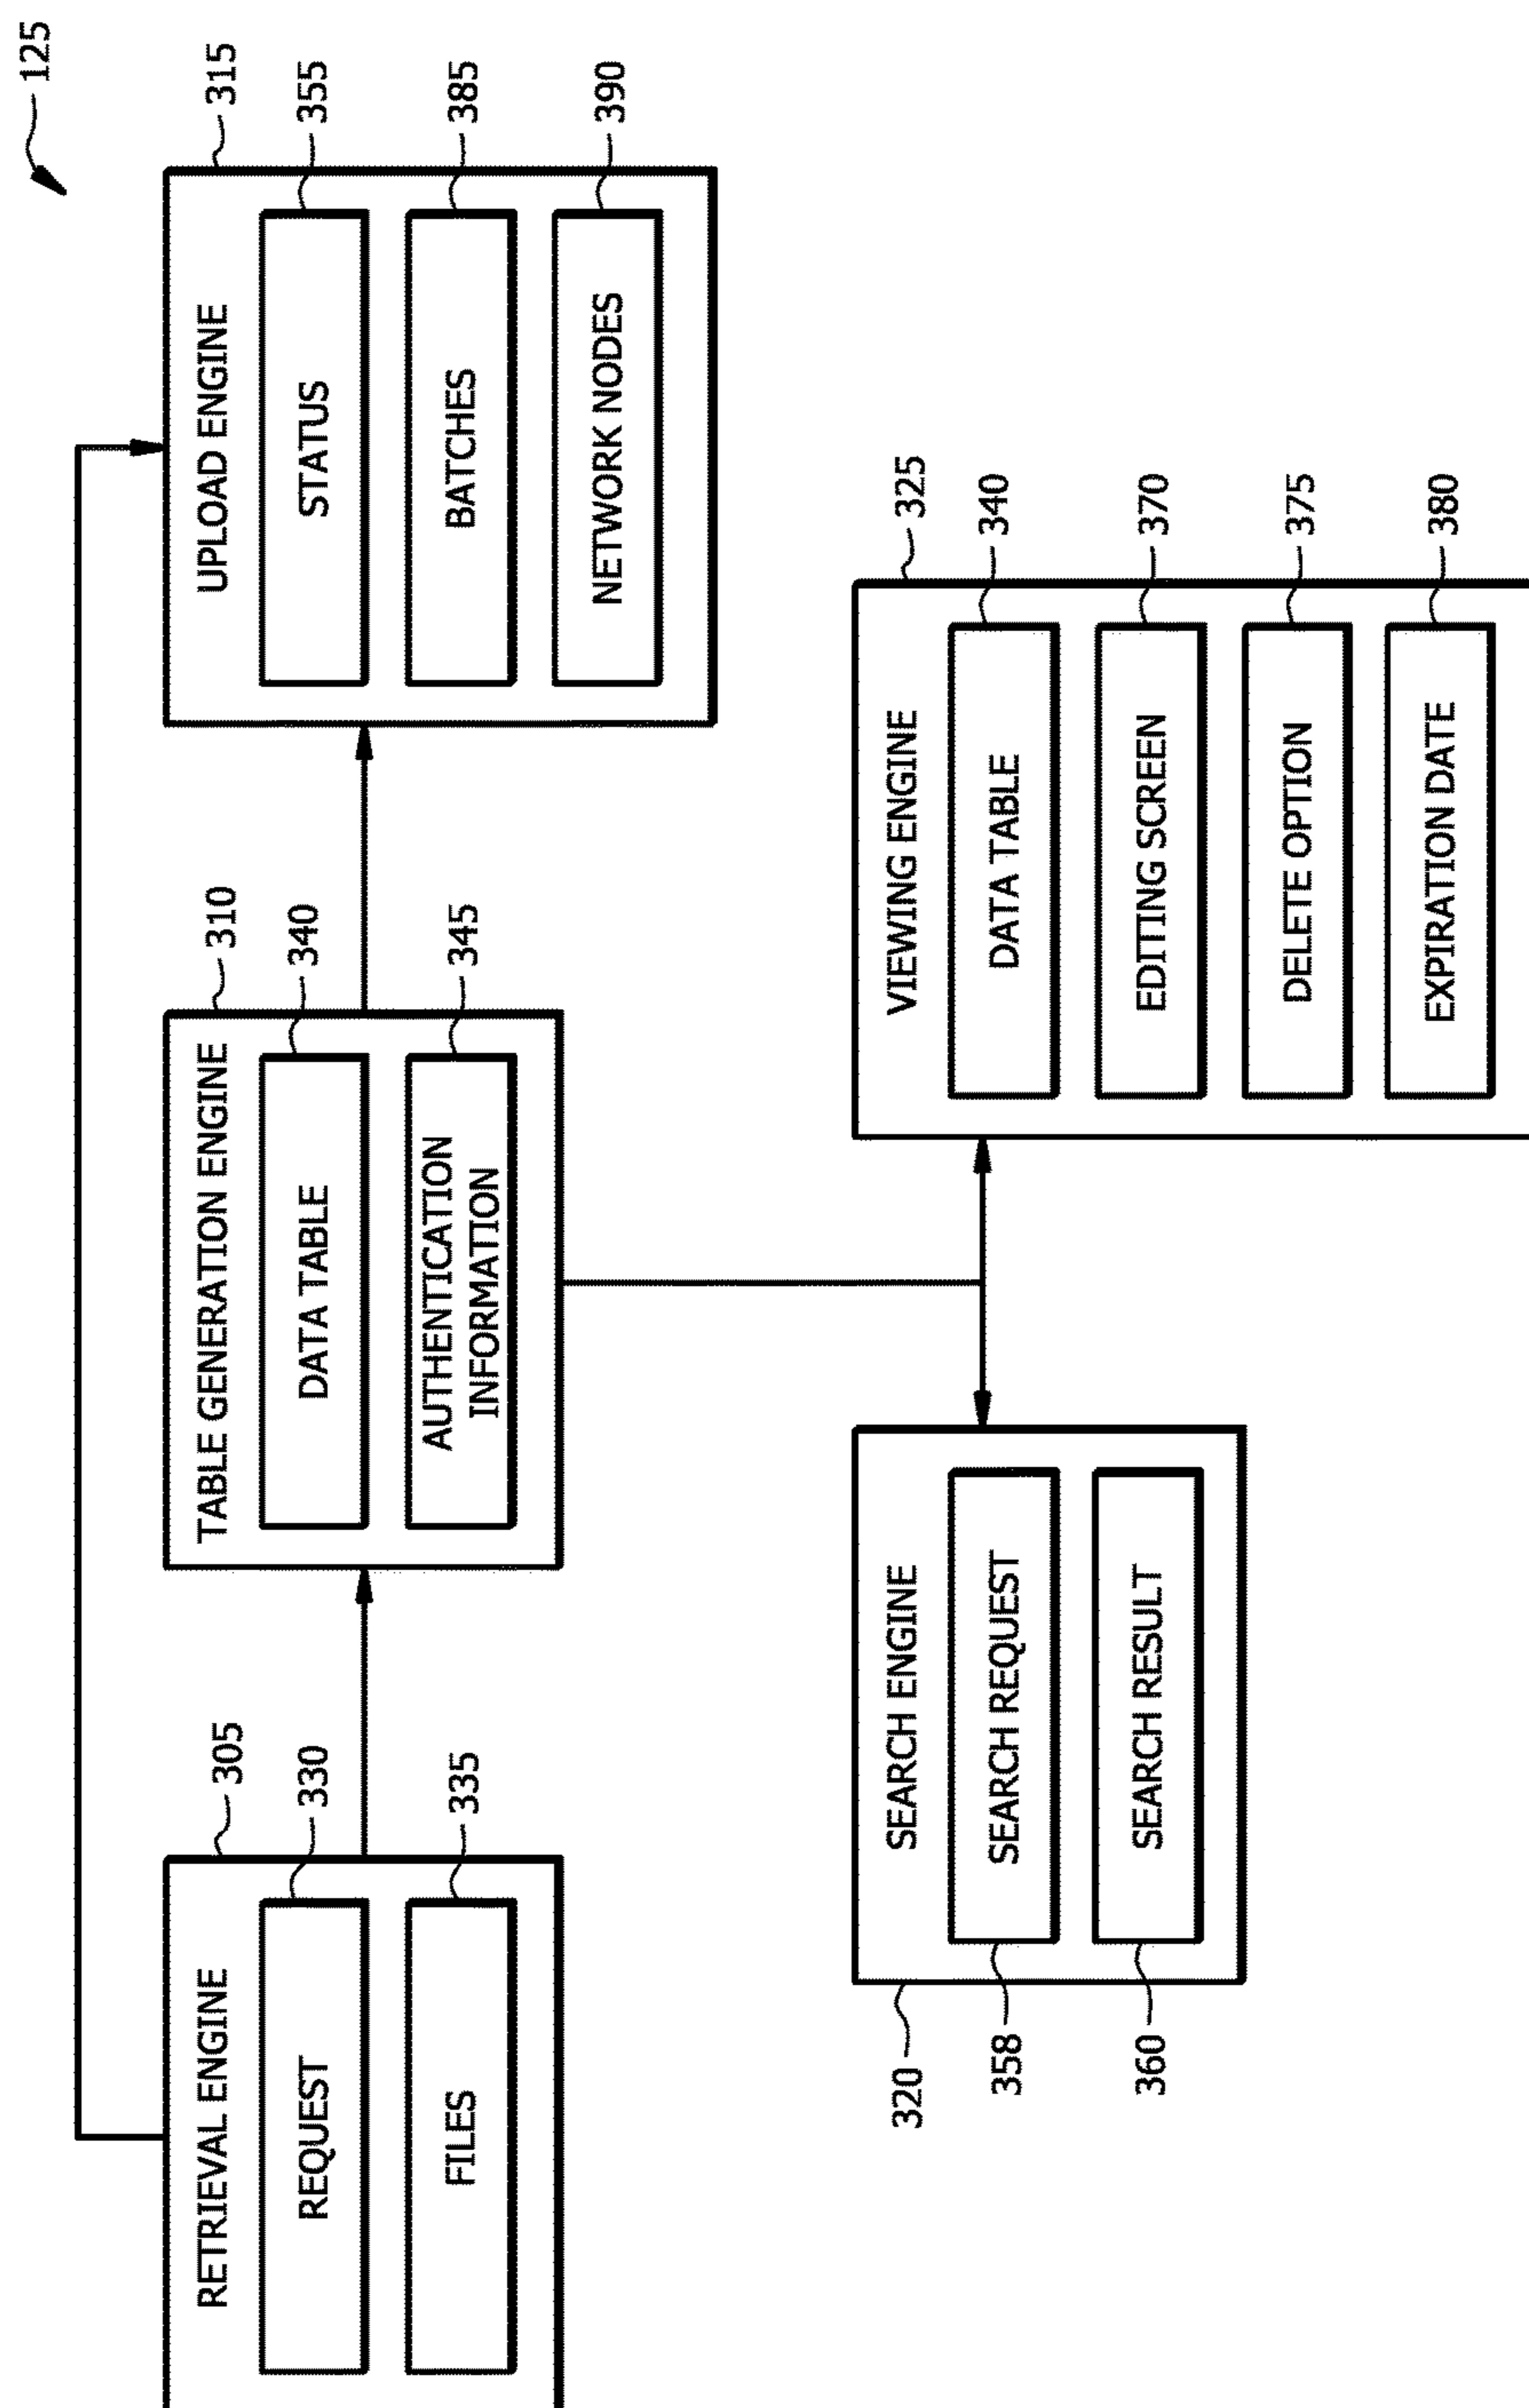 125
RETRIEVAL ENGINE
305
REQUEST
330
FILES
335
TABLE GENERATION ENGINE
310
DATA TABLE
340
AUTHENTICATION
INFORMATION
345
UPLOAD ENGINE
315
STATUS
355
BATCHES
385
NETWORK NODES
390
SEARCH ENGINE
320
SEARCH REQUEST
358
SEARCH RESULT
360
VIEWING ENGINE
325
DATA TABLE
340
EDITING SCREEN
370
DELETE OPTION
375
EXPIRATION DATE
380